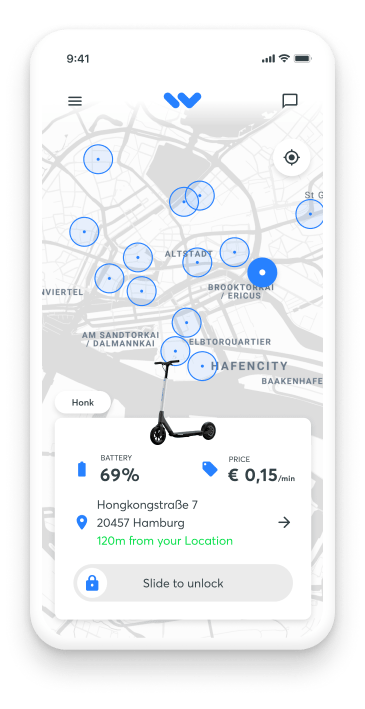 9:41
St G
ALTSTADT
BROOKTORKAI
/ ERICUS
NVIERTEL
AM SANDTORKAI
/ DALMANNKAI
ELBTORQUARTIER
HAFENCITY
BAAKENHAFE
Honk
BATTERY
69%
PRICE
€ 0,15/min
Hongkongstraße 7
20457 Hamburg
120m from your Location
Slide to unlock